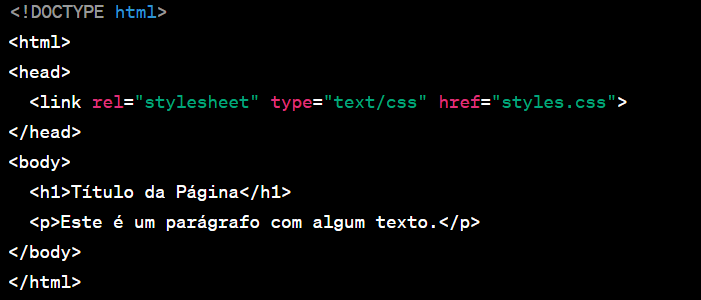 <!DOCTYPE html>
<html>
<head>
  <link rel="stylesheet" type="text/css" href="styles.css">
</head>
<body>
  <h1>Título da Página</h1>
  <p>Este é um parágrafo com algum texto.</p>
</body>
</html>